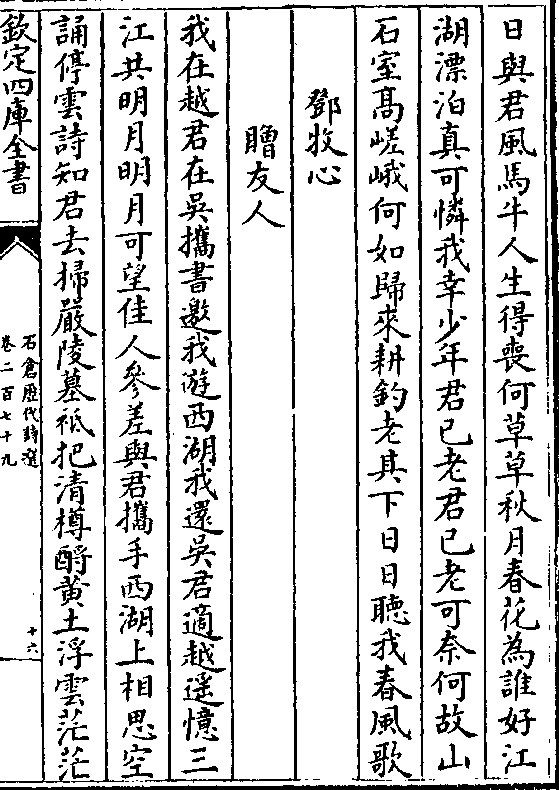 日與君風馬牛人生得喪何草草秋月春花為誰好江
湖漂泊真可憐我幸少年君已老君已老可奈何故山
石室髙嵯峨何如歸來耕釣老其下日日聽我春風歌
鄧牧心
贈友人
我在越君在吳攜書邀我遊西湖我還吳君適越遥憶三
江共明月明月可望佳人參差與君攜手西湖上相思空
誦停雲詩知君去掃嚴陵墓袛把清樽酹黄土浮雲茫茫
欽定四庫全書
石倉歴代詩選
卷二百七十九
十六